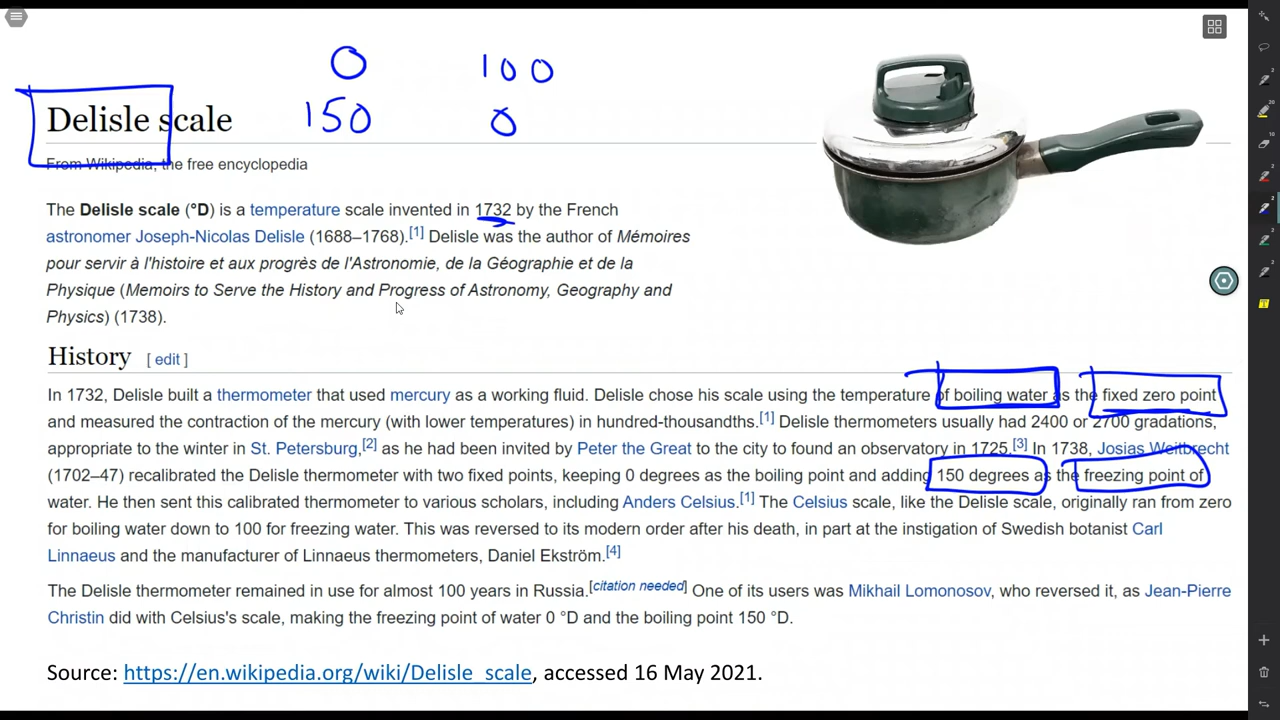 0 100
Delisle scale 150 0
From Wikipedia, the free encyclopedia
The Delisle scale (°D) is a temperature scale invented in 1732 by the French
astronomer Joseph-Nicolas Delisle (1688–1768).[1] Delisle was the author of Mémoires
pour servir à l'histoire et aux progrès de l'Astronomie, de la Géographie et de la
Physique (Memoirs to Serve the History and Progress of Astronomy, Geography and
Physics) (1738).
History [ edit ]
In 1732, Delisle built a thermometer that used mercury as a working fluid. Delisle chose his scale using the temperature of boiling water as the fixed zero point
and measured the contraction of the mercury (with lower temperatures) in hundred-thousandths.[1] Delisle thermometers usually had 2400 or 2700 gradations,
appropriate to the winter in St. Petersburg,[2] as he had been invited by Peter the Great to the city to found an observatory in 1725.[3] In 1738, Josias Weitbrecht
(1702–47) recalibrated the Delisle thermometer with two fixed points, keeping 0 degrees as the boiling point and adding 150 degrees as the freezing point of
water. He then sent this calibrated thermometer to various scholars, including Anders Celsius.[1] The Celsius scale, like the Delisle scale, originally ran from zero
for boiling water down to 100 for freezing water. This was reversed to its modern order after his death, in part at the instigation of Swedish botanist Carl
Linnaeus and the manufacturer of Linnaeus thermometers, Daniel Ekström.[4]
The Delisle thermometer remained in use for almost 100 years in Russia.[citation needed] One of its users was Mikhail Lomonosov, who reversed it, as Jean-Pierre
Christin did with Celsius's scale, making the freezing point of water 0 °D and the boiling point 150 °D.
Source: https://en.wikipedia.org/wiki/Delisle_scale, accessed 16 May 2021.